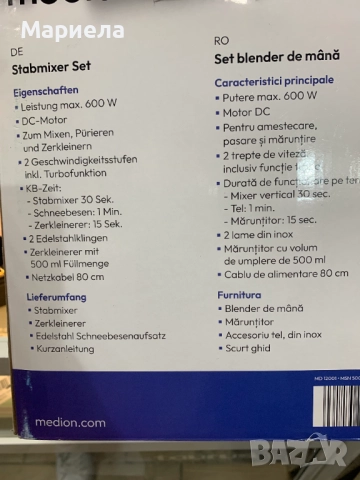 Мариела
DE
Stabmixer Set
Eigenschaften
• Leistung max. 600 W
• DC-Motor
• Zum Mixen, Pürieren
und Zerkleinern
• 2 Geschwindigkeitsstufen
inkl. Turbofunktion
• KB-Zeit:
- Stabmixer 30 Sek.
- Schneebesen: 1 Min.
- Zerkleinerer: 15 Sek.
• 2 Edelstahlklingen
• Zerkleinerer mit
500 ml Füllmenge
• Netzkabel 80 cm
Lieferumfang
• Stabmixer
• Zerkleinerer
• Edelstahl Schneebesenaufsatz
• Kurzanleitung
RO
Set blender de mână
Caracteristici principale
• Putere max. 600 W
• Motor DC
• Pentru amestecare,
pasare și mărunțire
• 2 trepte de viteză
inclusiv funcție
• Durată de funcționare pe
- Mixer vertical 30 sec.
- Tel: 1 min.
- Mărunțitor: 15 sec.
• 2 lame din inox
• Mărunțitor cu volum
de umplere de 500 ml
• Cablu de alimentare 80 cm
Furnitura
• Blender de mână
• Mărunțitor
• Accesoriu tel, din inox
• Scurt ghid
medion.com
bazar